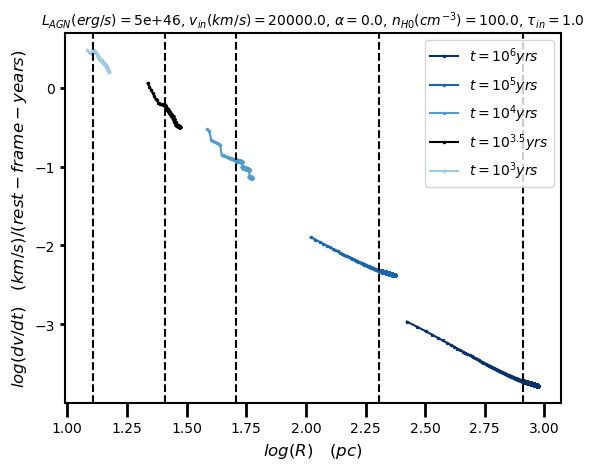 L_AGN(erg/s) = 5e+46, v_in(km/s) = 20000.0, α = 0.0, n_H0(cm^−3) = 100.0, τ_in = 1.0
t = 10^6 yrs
t = 10^5 yrs
t = 10^4 yrs
t = 10^3.5 yrs
t = 10^3 yrs
log(dv/dt) (km/s)/(rest − frame − years)
0
−1
−2
−3
1.00 1.25 1.50 1.75 2.00 2.25 2.50 2.75 3.00
log(R) (pc)